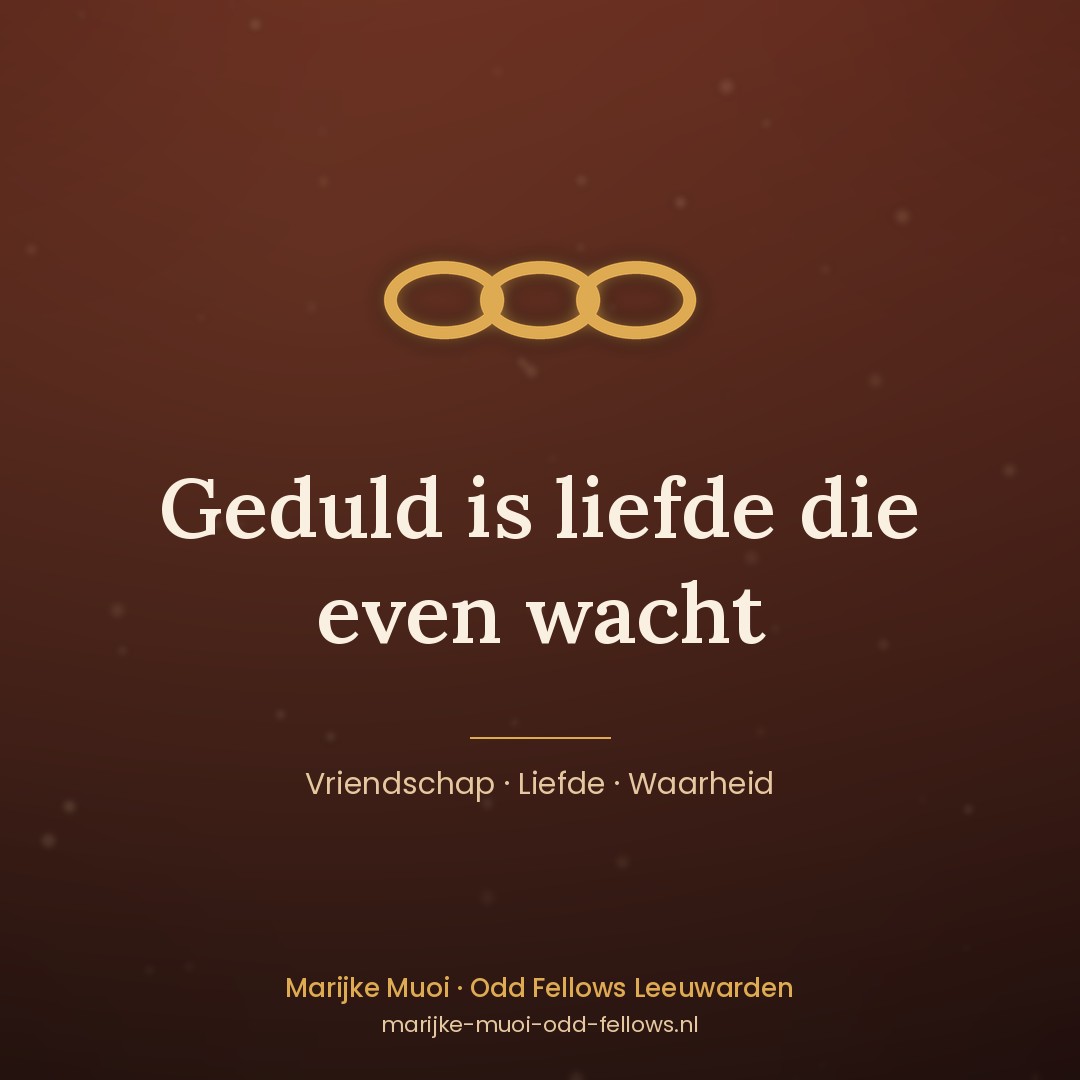 Geduld is liefde die
even wacht
Vriendschap · Liefde · Waarheid
Marijke Muoi · Odd Fellows Leeuwarden
marijke-muoi-odd-fellows.nl